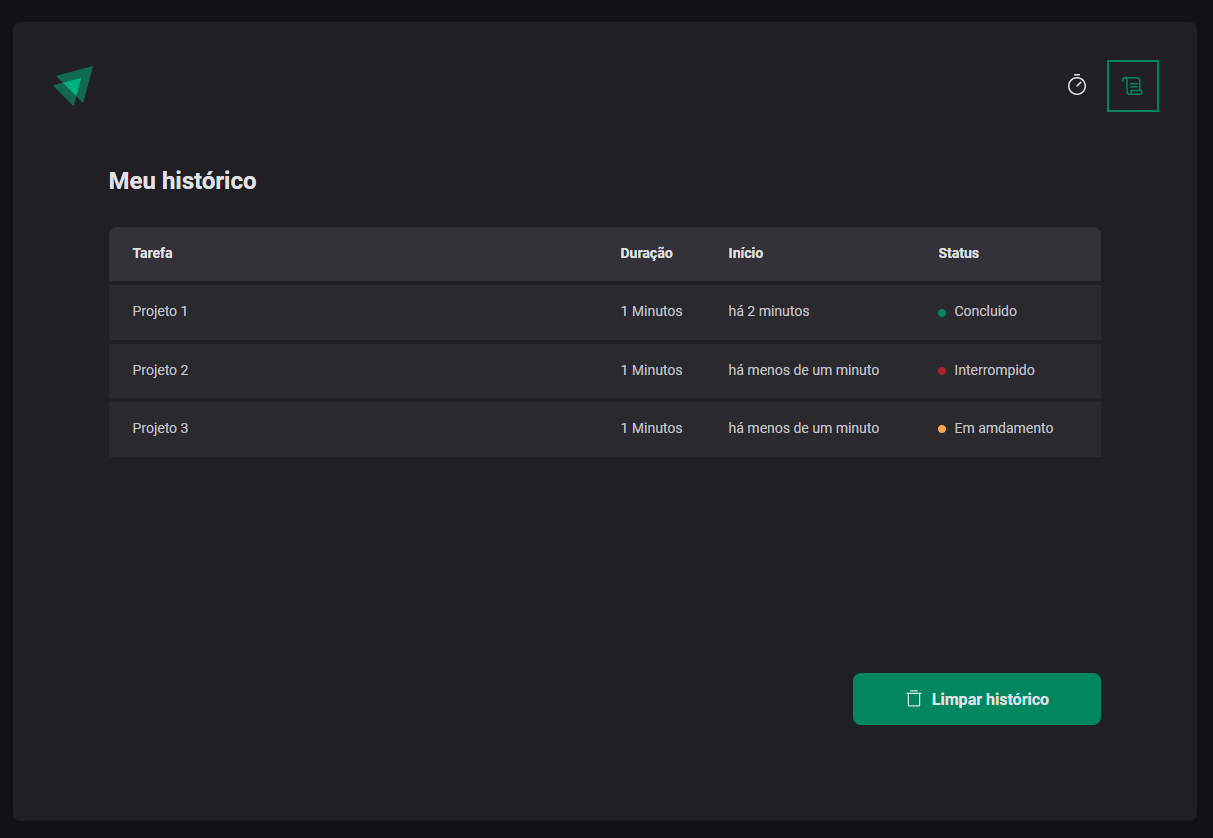 Meu histórico
Tarefa Duração Início Status
Projeto 1 1 Minutos há 2 minutos Concluido
Projeto 2 1 Minutos há menos de um minuto Interrompido
Projeto 3 1 Minutos há menos de um minuto Em amdamento
Limpar histórico